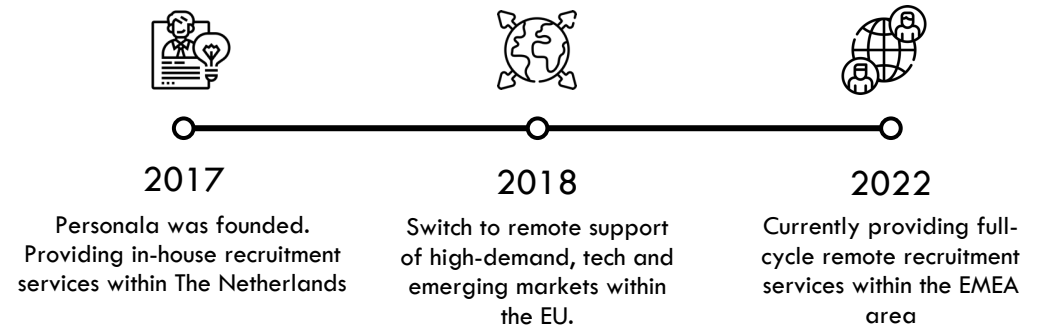 2017
Personala was founded.
Providing in-house recruitment
services within The Netherlands
2018
Switch to remote support
of high-demand, tech and
emerging markets within
the EU.
2022
Currently providing full-
cycle remote recruitment
services within the EMEA
area